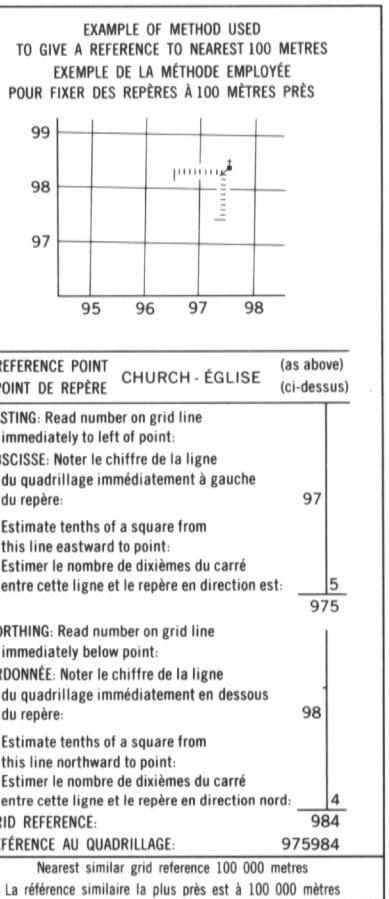 EXAMPLE OF METHOD USED
TO GIVE A REFERENCE TO NEAREST 100 METRES
EXEMPLE DE LA MÉTHODE EMPLOYÉE
POUR FIXER DES REPÈRES À 100 MÈTRES PRÈS
99
98
97
95 96 97 98
REFERENCE POINT CHURCH - ÉGLISE (as above)
POINT DE REPÈRE (ci-dessus)
STING: Read number on grid line
immediately to left of point:
SCISSE: Noter le chiffre de la ligne
du quadrillage immédiatement à gauche
du repère: 97
Estimate tenths of a square from
this line eastward to point:
Estimer le nombre de dixièmes du carré
entre cette ligne et le repère en direction est: 5
975
ORTHING: Read number on grid line
immediately below point:
RDONNÉE: Noter le chiffre de la ligne
du quadrillage immédiatement en dessous
du repère: 98
Estimate tenths of a square from
this line northward to point:
Estimer le nombre de dixièmes du carré
entre cette ligne et le repère en direction nord: 4
RID REFERENCE: 984
FÉRENCE AU QUADRILLAGE: 975984
Nearest similar grid reference 100 000 metres
La référence similaire la plus près est à 100 000 mètres